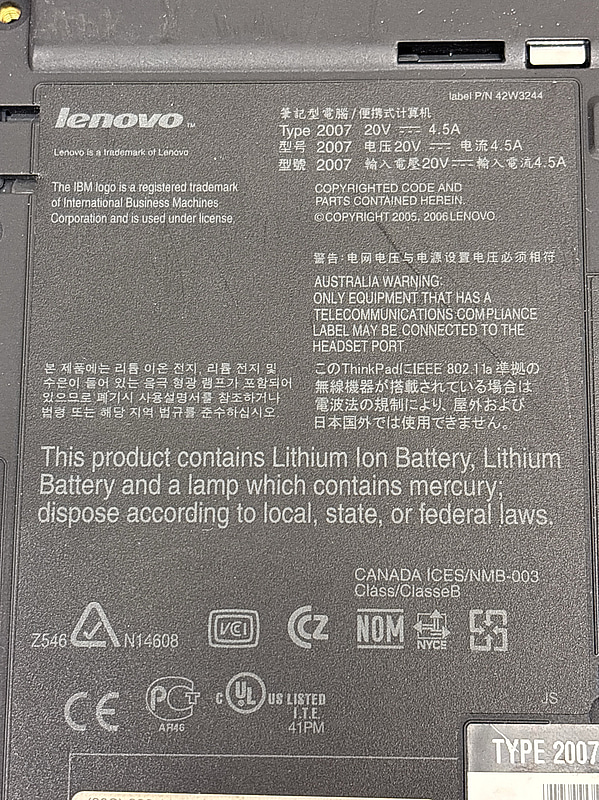 label P/N 42W3244
lenovo™
Lenovo is a trademark of Lenovo
The IBM logo is a registered trademark
of International Business Machines
Corporation and is used under license.
筆記型電腦/便携式计算机
Type 2007 20V ⎓ 4.5A
型号 2007 电压20V ⎓ 电流4.5A
型號 2007 輸入電壓20V⎓輸入電流4.5A
COPYRIGHTED CODE AND
PARTS CONTAINED HEREIN.
©COPYRIGHT 2005, 2006 LENOVO.
警告:电网电压与电源设置电压必须相符
AUSTRALIA WARNING:
ONLY EQUIPMENT THAT HAS A
TELECOMMUNICATIONS COMPLIANCE
LABEL MAY BE CONNECTED TO THE
HEADSET PORT.
본 제품에는 리튬 이온 전지, 리튬 전지 및
수은이 들어 있는 음극 형광 램프가 포함되어
있으므로 폐기시 사용설명서를 참조하거나
법령 또는 해당 지역 법규를 준수하십시오.
このThinkPadにIEEE 802.11a 準拠の
無線機器が搭載されている場合は
電波法の規制により、屋外および
日本国外では使用できません。
This product contains Lithium Ion Battery, Lithium
Battery and a lamp which contains mercury;
dispose according to local, state, or federal laws.
CANADA ICES/NMB-003
Class/ClasseB
Z546 N14608
VCI
CZ
NOM
NYCE
CE
PCT
AR46
c UL US LISTED
I.T.E.
41PM
JS
TYPE 2007